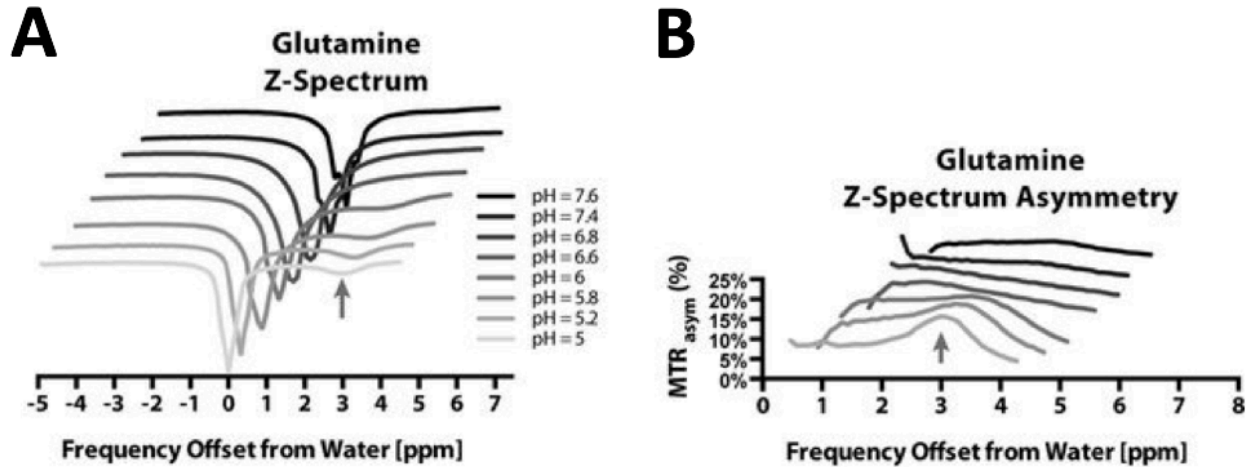 A
Glutamine
Z-Spectrum
pH = 7.6
pH = 7.4
pH = 6.8
pH = 6.6
pH = 6
pH = 5.8
pH = 5.2
pH = 5
-5 -4 -3 -2 -1 0 1 2 3 4 5 6 7
Frequency Offset from Water [ppm]
B
Glutamine
Z-Spectrum Asymmetry
MTRasym (%)
25%
20%
15%
10%
5%
0%
0 1 2 3 4 5 6 7 8
Frequency Offset from Water [ppm]